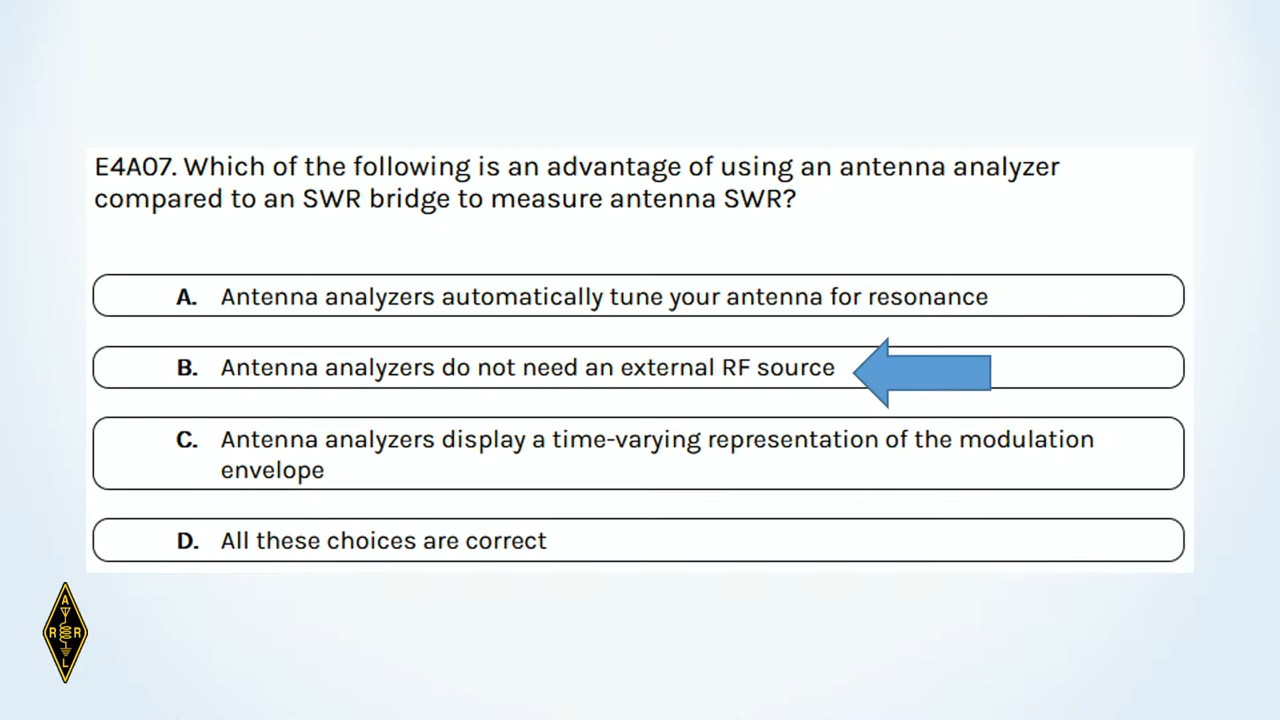 E4A07. Which of the following is an advantage of using an antenna analyzer
compared to an SWR bridge to measure antenna SWR?
A. Antenna analyzers automatically tune your antenna for resonance
B. Antenna analyzers do not need an external RF source
C. Antenna analyzers display a time-varying representation of the modulation
envelope
D. All these choices are correct
A
R R
L